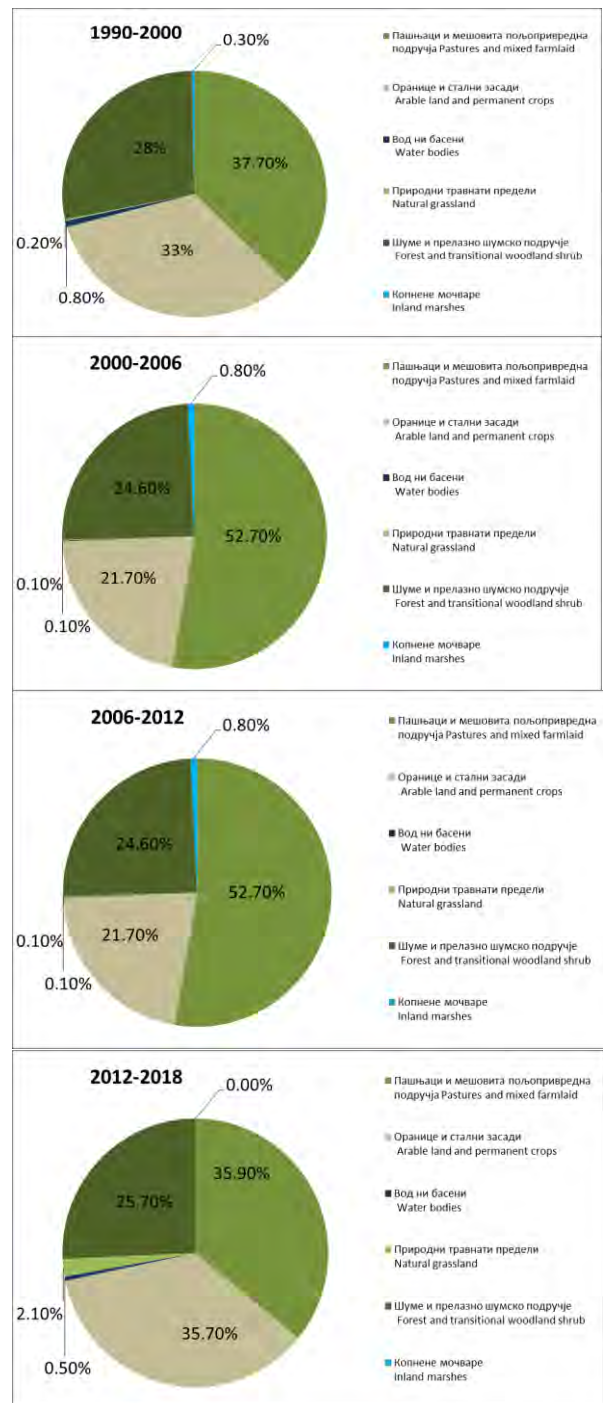 1990-2000
0.30%
28%
37.70%
33%
0.20%
0.80%
Пашњаци и мешовита пољопривредна
подручја Pastures and mixed farmlaid
Оранице и стални засади
Arable land and permanent crops
Вод ни басени
Water bodies
Природни травнати предели
Natural grassland
Шуме и прелазно шумско подручје
Forest and transitional woodland shrub
Копнене мочваре
Inland marshes
2000-2006
0.80%
24.60%
52.70%
21.70%
0.10%
0.10%
Пашњаци и мешовита пољопривредна
подручја Pastures and mixed farmlaid
Оранице и стални засади
Arable land and permanent crops
Вод ни басени
Water bodies
Природни травнати предели
Natural grassland
Шуме и прелазно шумско подручје
Forest and transitional woodland shrub
Копнене мочваре
Inland marshes
2006-2012
0.80%
24.60%
52.70%
21.70%
0.10%
0.10%
Пашњаци и мешовита пољопривредна
подручја Pastures and mixed farmlaid
Оранице и стални засади
Arable land and permanent crops
Вод ни басени
Water bodies
Природни травнати предели
Natural grassland
Шуме и прелазно шумско подручје
Forest and transitional woodland shrub
Копнене мочваре
Inland marshes
2012-2018
0.00%
35.90%
25.70%
2.10%
35.70%
0.50%
Пашњаци и мешовита пољопривредна
подручја Pastures and mixed farmlaid
Оранице и стални засади
Arable land and permanent crops
Вод ни басени
Water bodies
Природни травнати предели
Natural grassland
Шуме и прелазно шумско подручје
Forest and transitional woodland shrub
Копнене мочваре
Inland marshes